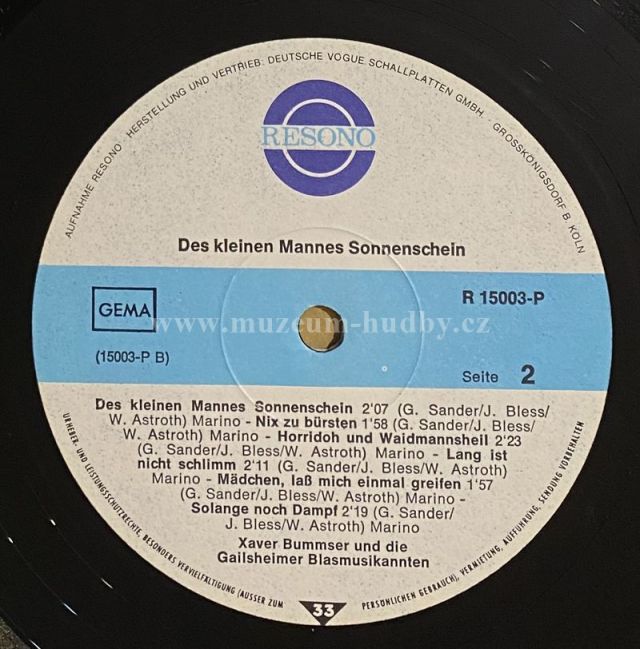 AUFNAHME RESONO · HERSTELLUNG UND VERTRIEB: DEUTSCHE VOGUE SCHALLPLATTEN GMBH. · GROSSKÖNIGSDORF B. KÖLN
RESONO
Des kleinen Mannes Sonnenschein
GEMA
R 15003-P
www.muzeum-hudby.cz
(15003-P B)
Seite 2
Des kleinen Mannes Sonnenschein 2'07 (G. Sander/J. Bless/
W. Astroth) Marino - Nix zu bürsten 1'58 (G. Sander/J. Bless/
W. Astroth) Marino - Horridoh und Waidmannsheil 2'23
(G. Sander/J. Bless/W. Astroth) Marino - Lang ist
nicht schlimm 2'11 (G. Sander/J. Bless/W. Astroth)
Marino - Mädchen, laß mich einmal greifen 1'57
(G. Sander/J. Bless/W. Astroth) Marino -
Solange noch Dampf 2'19 (G. Sander/
J. Bless/W. Astroth) Marino
Xaver Bummser und die
Gailsheimer Blasmusikannten
URHEBER- UND LEISTUNGSSCHUTZRECHTE, BESONDERS VERVIELFÄLTIGUNG (AUSSER ZUM
33
PERSÖNLICHEN GEBRAUCH), VERMIETUNG, AUFFÜHRUNG, SENDUNG VORBEHALTEN